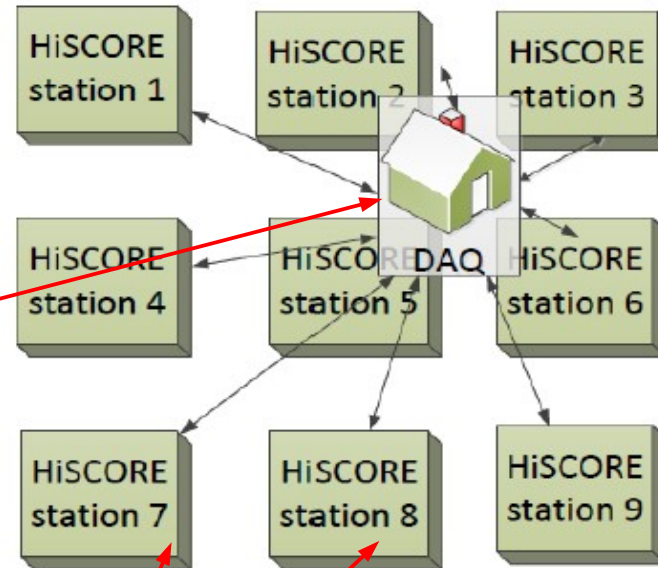 HiSCORE
station 1
HiSCORE
station 2
HiSCORE
station 3
HiSCORE
station 4
HiSCORE
station 5
DAQ
HiSCORE
station 6
HiSCORE
station 7
HiSCORE
station 8
HiSCORE
station 9